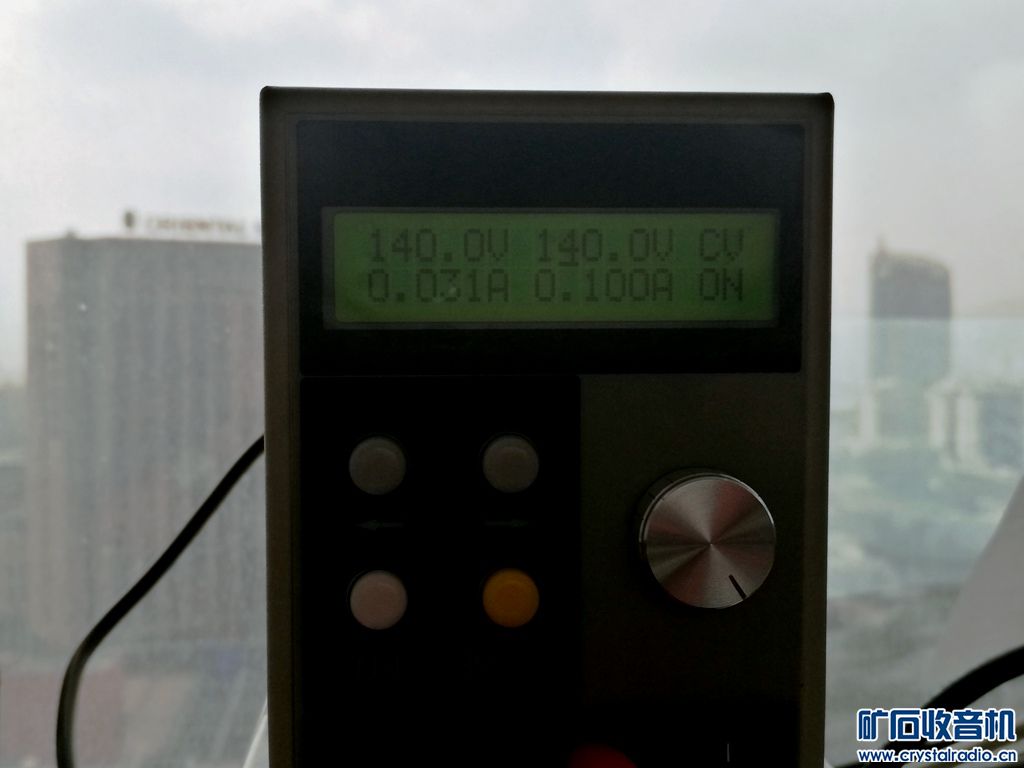 140.0V 140.0V CV
0.031A 0.100A ON
矿石收音机
www.crystalradio.cn